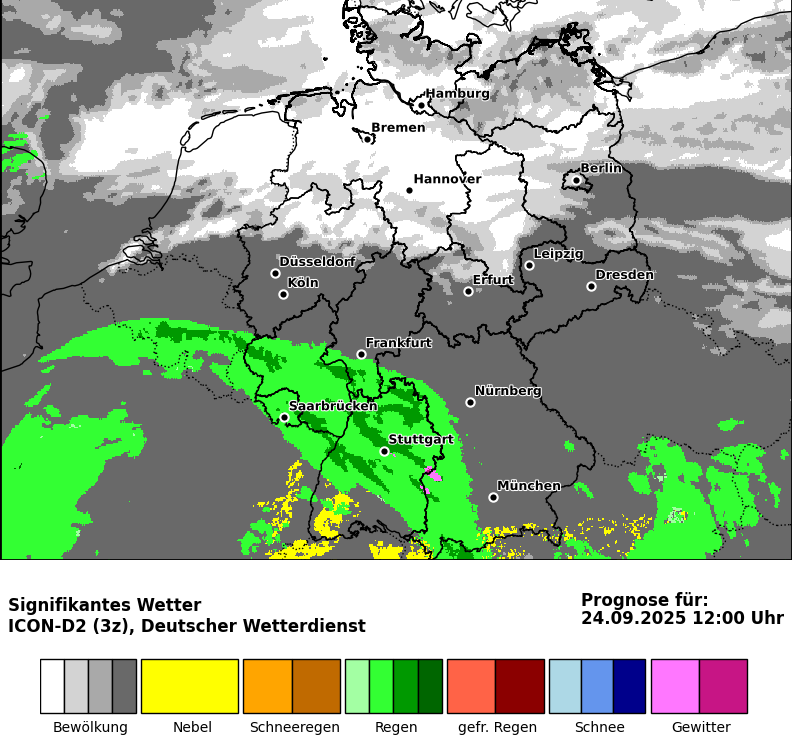 Hamburg
Bremen
Berlin
Hannover
Leipzig
Düsseldorf
Dresden
Köln
Erfurt
Frankfurt
Nürnberg
Saarbrücken
Stuttgart
München
Signifikantes Wetter
ICON-D2 (3z), Deutscher Wetterdienst
Prognose für:
24.09.2025 12:00 Uhr
Bewölkung
Nebel
Schneeregen
Regen
gefr. Regen
Schnee
Gewitter